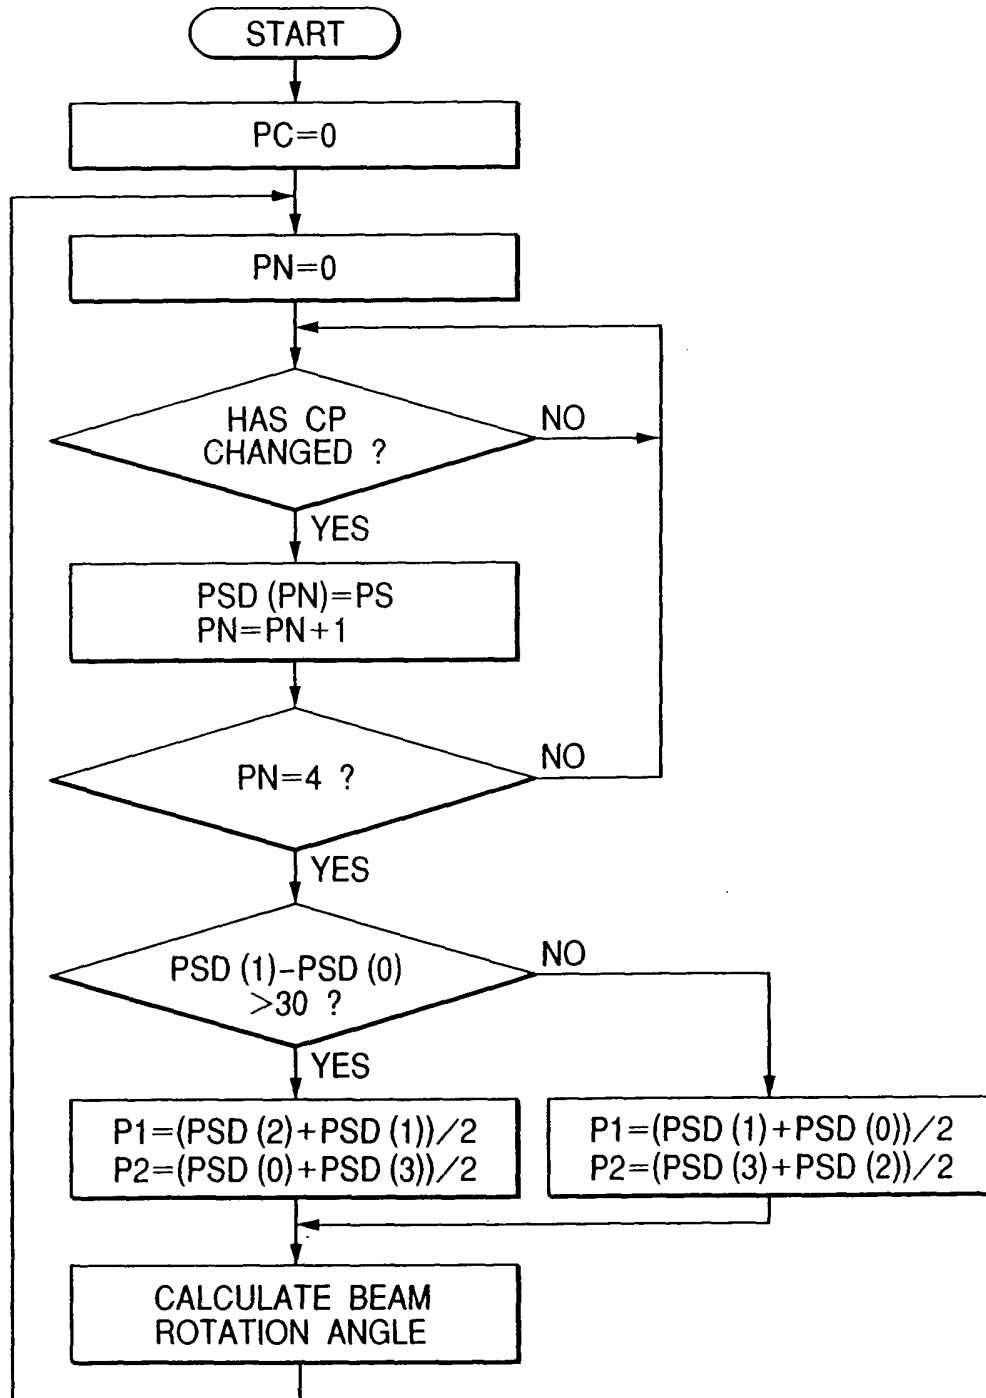 START
PC=0
PN=0
HAS CP
CHANGED ?
NO
YES
PSD (PN)=PS
PN=PN+1
PN=4 ?
NO
YES
PSD (1)-PSD (0)
>30 ?
NO
YES
P1=(PSD (2)+PSD (1))/2
P2=(PSD (0)+PSD (3))/2
P1=(PSD (1)+PSD (0))/2
P2=(PSD (3)+PSD (2))/2
CALCULATE BEAM
ROTATION ANGLE